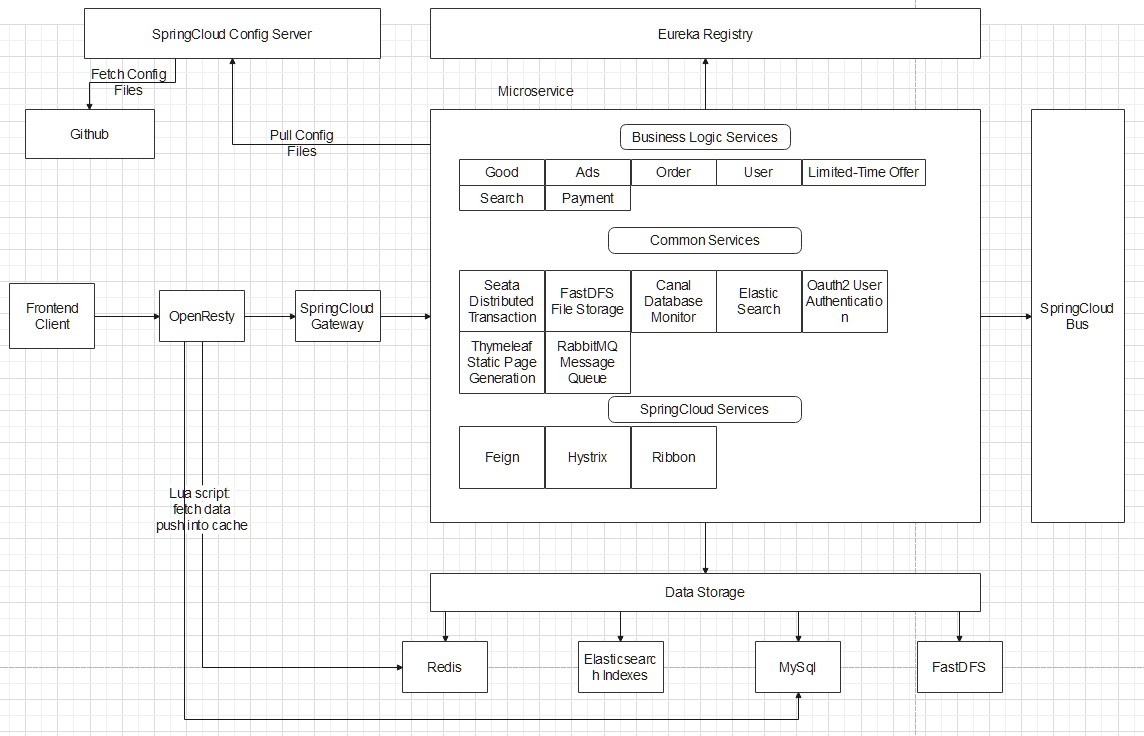 SpringCloud Config Server
Eureka Registry
Fetch Config
Files
Microservice
Github
Pull Config
Files
Business Logic Services
Good
Ads
Order
User
Limited-Time Offer
Search
Payment
Common Services
Seata
Distributed
Transaction
FastDFS
File Storage
Canal
Database
Monitor
Elastic
Search
Oauth2 User
Authenticatio
n
Thymeleaf
Static Page
Generation
RabbitMQ
Message
Queue
SpringCloud Services
Feign
Hystrix
Ribbon
Frontend
Client
OpenResty
SpringCloud
Gateway
SpringCloud
Bus
Lua script:
fetch data
push into cache
Data Storage
Redis
Elasticsearc
h Indexes
MySql
FastDFS